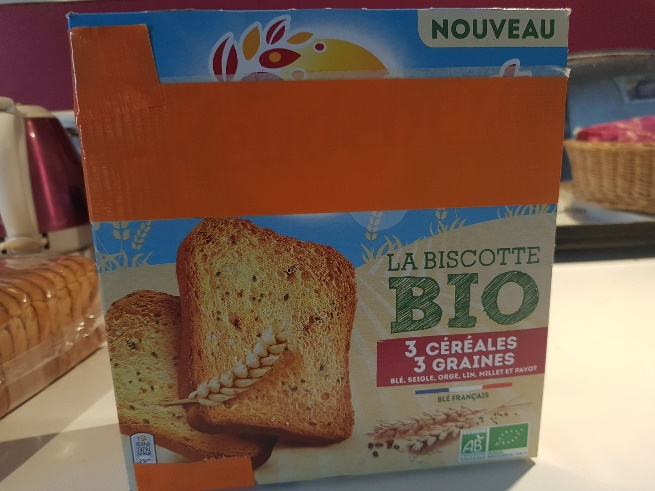 NOUVEAU
LA BISCOTTE
BIO
3 CÉRÉALES
3 GRAINES
BLÉ, SEIGLE, ORGE, LIN, MILLET ET PAVOT
BLÉ FRANÇAIS
AB